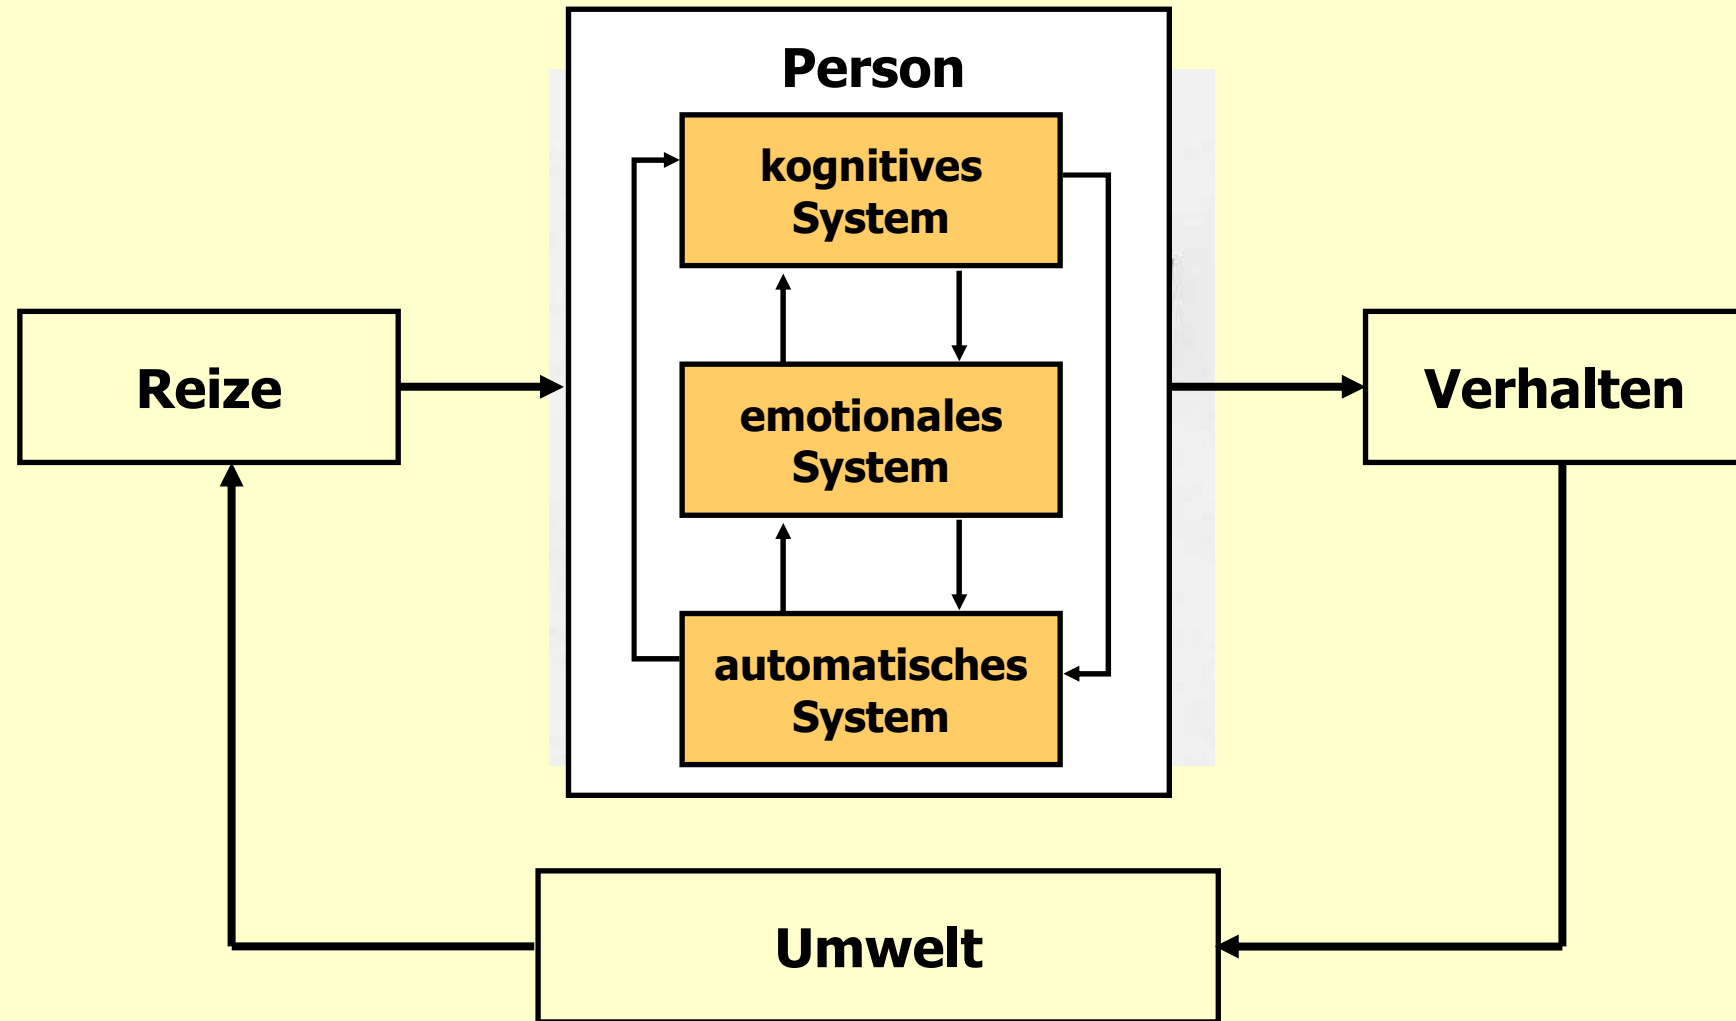 Person
kognitives
System
Reize
emotionales
System
Verhalten
automatisches
System
Umwelt